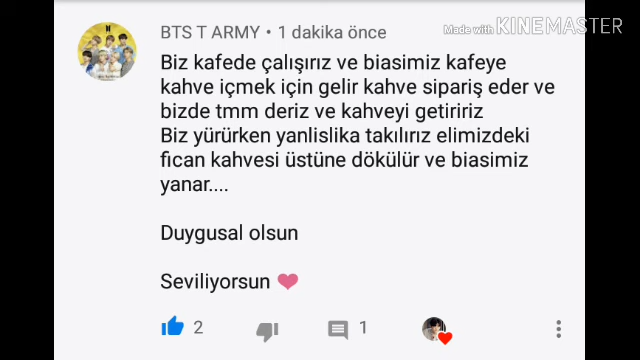 BTS T ARMY • 1 dakika önce
Made with KINEMASTER
Biz kafede çalışırız ve biasimiz kafeye
kahve içmek için gelir kahve sipariş eder ve
bizde tmm deriz ve kahveyi getiririz
Biz yürürken yanlislika takılırız elimizdeki
fican kahvesi üstüne dökülür ve biasimiz
yanar....
Duygusal olsun
Seviliyorsun ❤
2
1